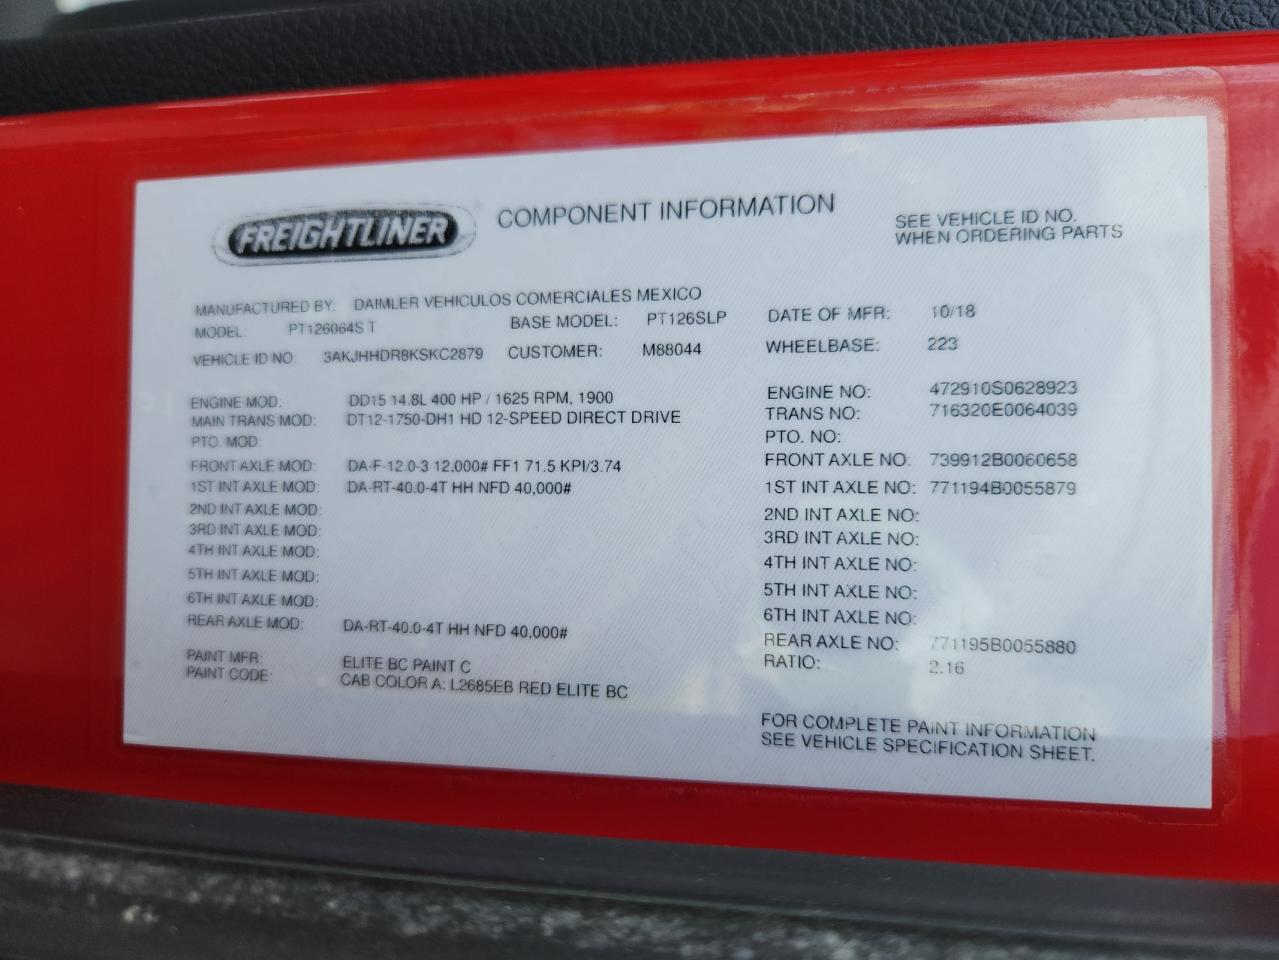 FREIGHTLINER
COMPONENT INFORMATION
SEE VEHICLE ID NO.
WHEN ORDERING PARTS
MANUFACTURED BY: DAIMLER VEHICULOS COMERCIALES MEXICO
MODEL: PT126064S T BASE MODEL: PT126SLP DATE OF MFR: 10/18
VEHICLE ID NO: 3AKJHHDR8KSKC2879 CUSTOMER: M88044 WHEELBASE: 223
ENGINE MOD: DD15 14.8L 400 HP / 1625 RPM, 1900 ENGINE NO: 472910S0628923
MAIN TRANS MOD: DT12-1750-DH1 HD 12-SPEED DIRECT DRIVE TRANS NO: 716320E0064039
PTO. MOD: PTO. NO:
FRONT AXLE MOD: DA-F-12.0-3 12,000# FF1 71.5 KPI/3.74 FRONT AXLE NO: 739912B0060658
1ST INT AXLE MOD: DA-RT-40.0-4T HH NFD 40,000# 1ST INT AXLE NO: 771194B0055879
2ND INT AXLE MOD: 2ND INT AXLE NO:
3RD INT AXLE MOD: 3RD INT AXLE NO:
4TH INT AXLE MOD: 4TH INT AXLE NO:
5TH INT AXLE MOD: 5TH INT AXLE NO:
6TH INT AXLE MOD: 6TH INT AXLE NO:
REAR AXLE MOD: DA-RT-40.0-4T HH NFD 40,000# REAR AXLE NO: 771195B0055880
PAINT MFR: ELITE BC PAINT C RATIO: 2.16
PAINT CODE: CAB COLOR A: L2685EB RED ELITE BC
FOR COMPLETE PAINT INFORMATION
SEE VEHICLE SPECIFICATION SHEET.